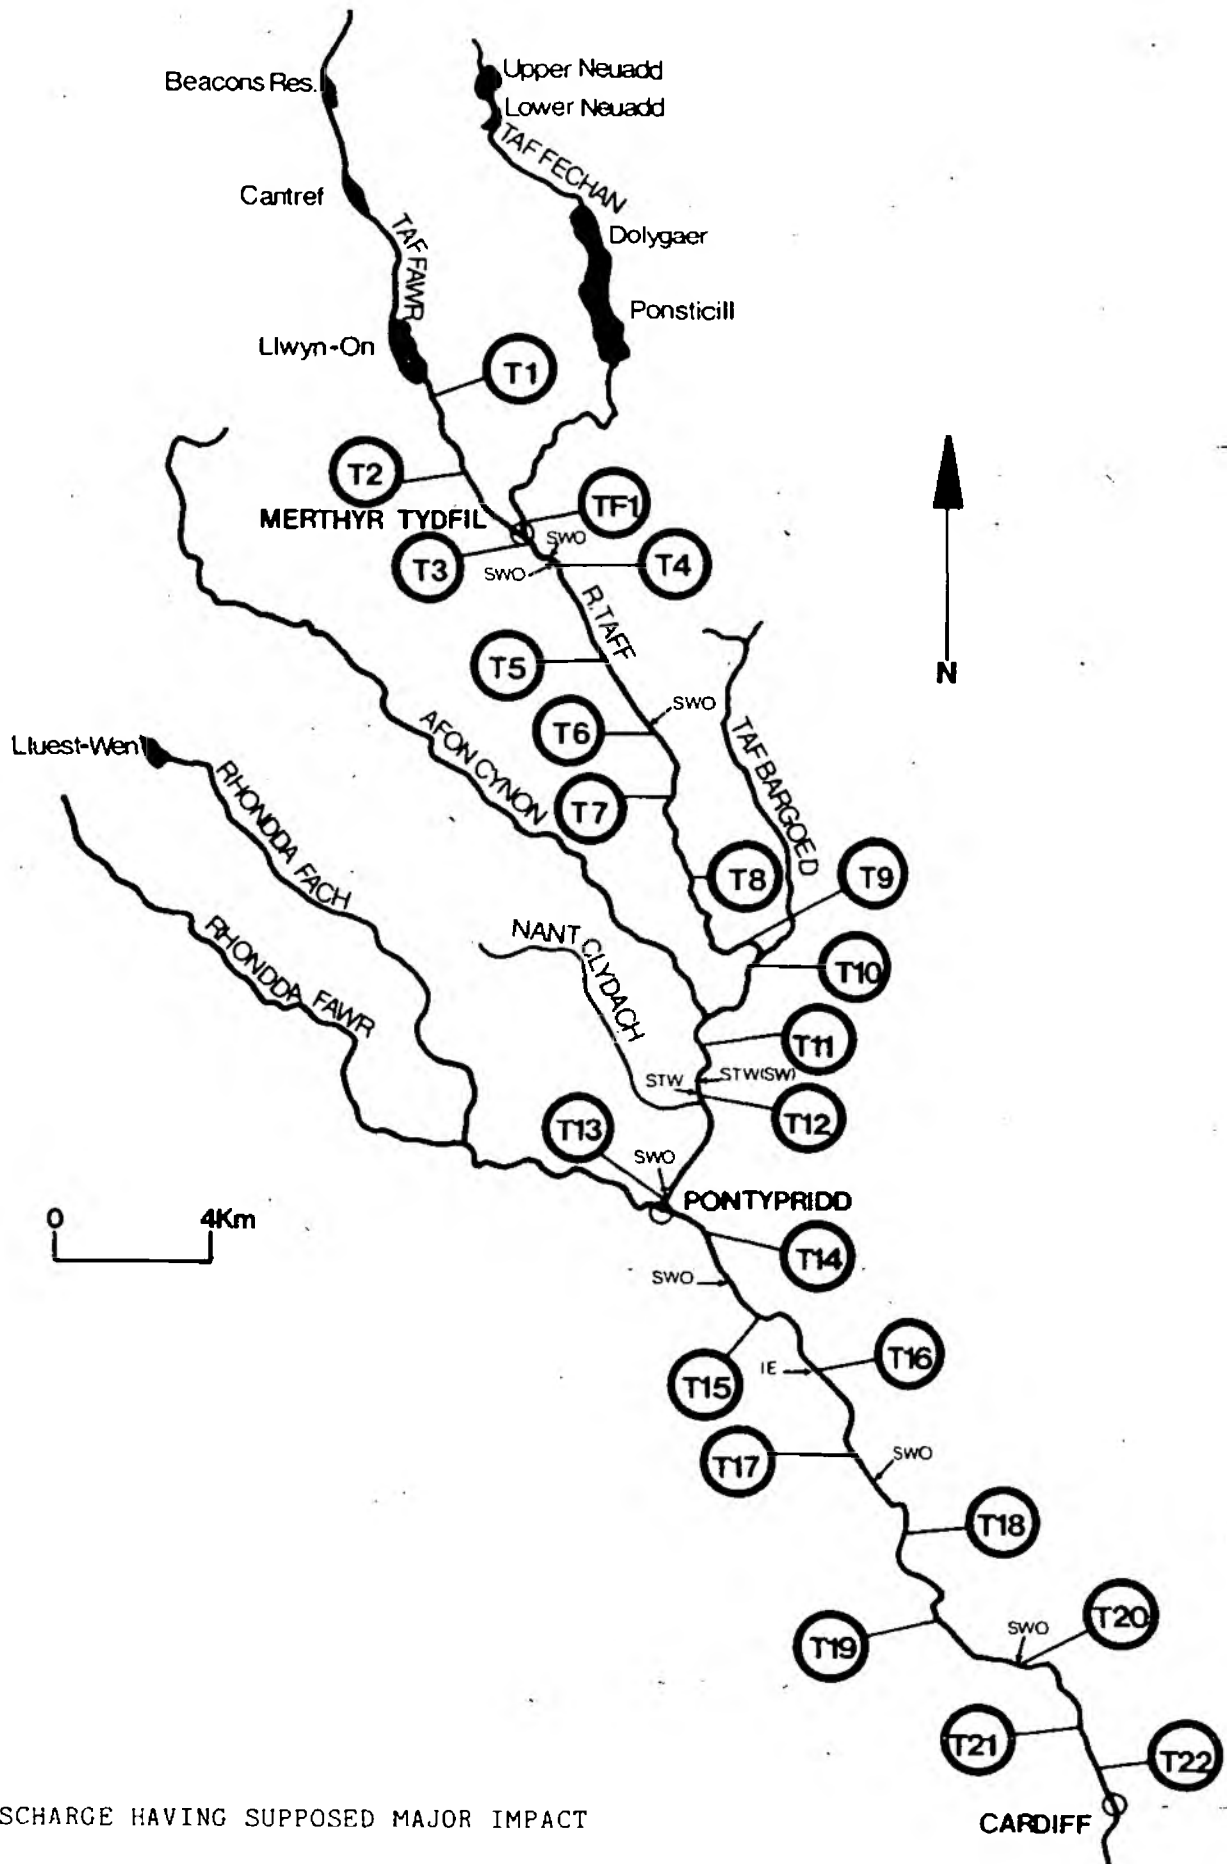 Beacons Res.
Upper Neuadd
Lower Neuadd
TAF FECHAN
Cantref
TAF FAWR
Dolygaer
Ponsticill
Llwyn-On
T1
T2
TF1
MERTHYR TYDFIL
SWO
T3
SWO
T4
R.TAFF
T5
N
SWO
T6
TAF BARGOED
AFON CYNON
Lluest-Wen
RHONDDA FACH
T7
T8
T9
NANT CLYDACH
RHONDDA FAWR
T10
T11
STW
STW(SW)
T12
T13
SWO
PONTYPRIDD
0 4Km
T14
SWO
T16
IE
T15
T17
SWO
T18
T20
SWO
T19
T21
T22
SCHARGE HAVING SUPPOSED MAJOR IMPACT
CARDIFF